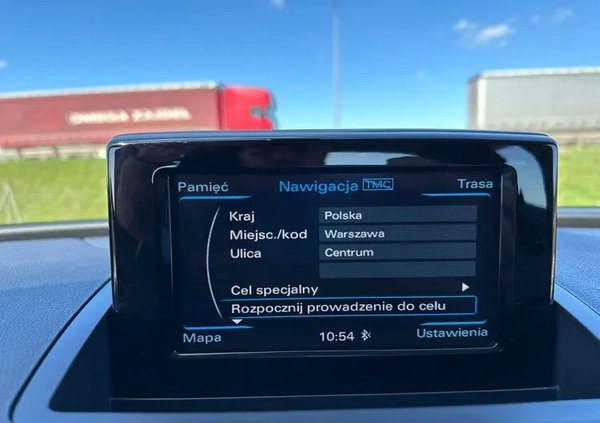 OMEGA
Pamięć Nawigacja TMC Trasa
Kraj Polska
Miejsc./kod Warszawa
Ulica Centrum
Cel specjalny
Rozpocznij prowadzenie do celu
Mapa 10:54 Ustawienia